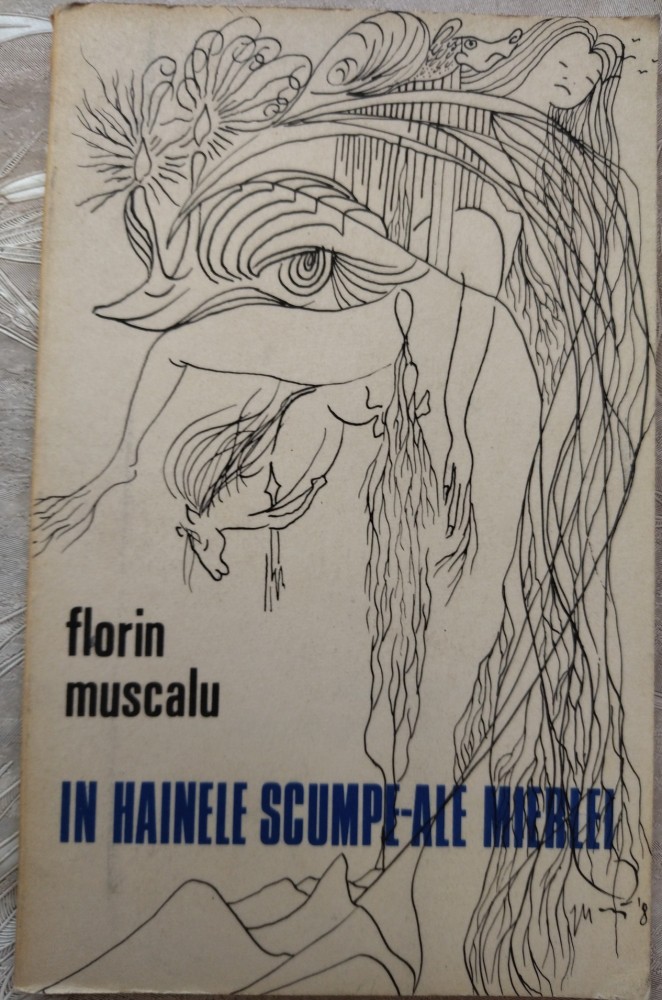 florin
muscalu
IN HAINELE SCUMPE-ALE MIERLEI